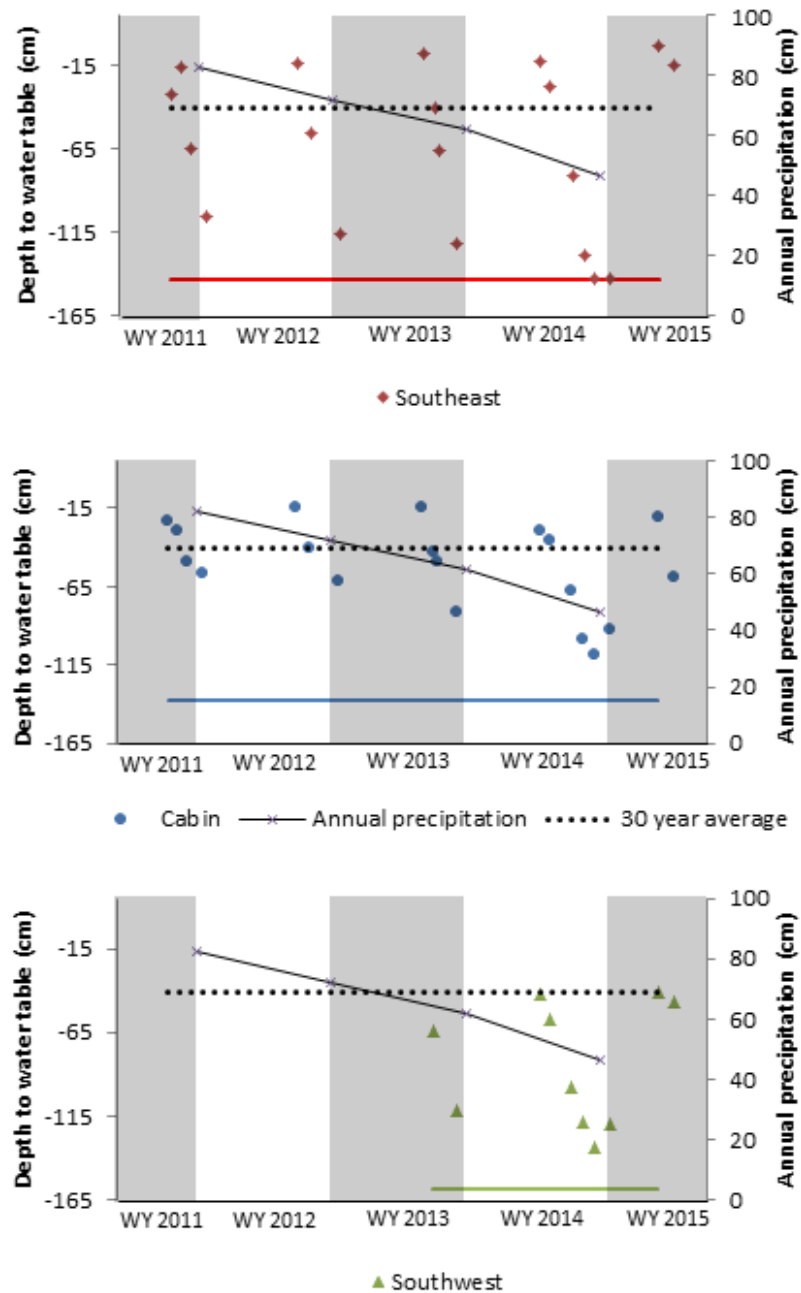 100
-15
80
-65
60
40
-115
20
-165
0
Depth to water table (cm)
Annual precipitation (cm)
WY 2011 WY 2012 WY 2013 WY 2014 WY 2015
Southeast
100
-15
80
-65
60
40
-115
20
-165
0
Depth to water table (cm)
Annual precipitation (cm)
WY 2011 WY 2012 WY 2013 WY 2014 WY 2015
Cabin Annual precipitation 30 year average
100
-15
80
-65
60
40
-115
20
-165
0
Depth to water table (cm)
Annual precipitation (cm)
WY 2011 WY 2012 WY 2013 WY 2014 WY 2015
Southwest